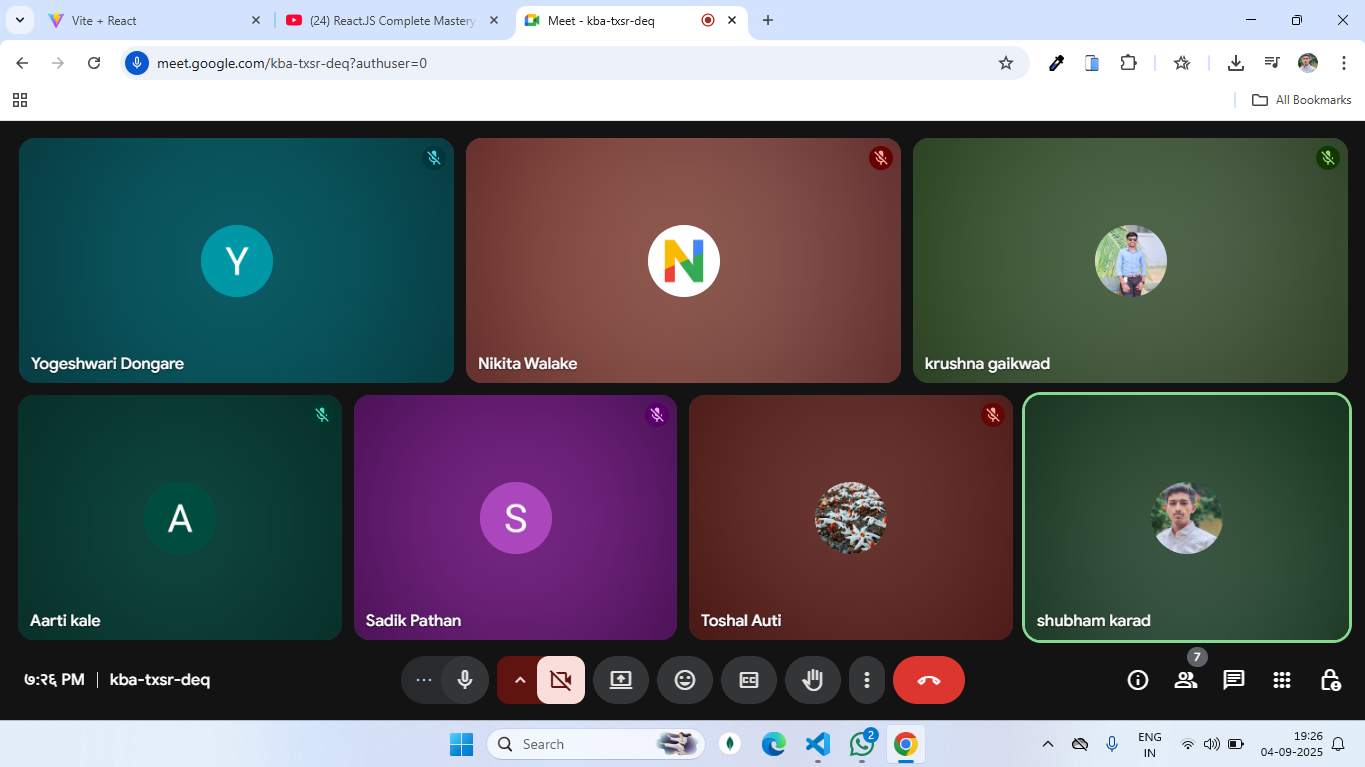 Vite + React
(24) ReactJS Complete Mastery
Meet - kba-txsr-deq
meet.google.com/kba-txsr-deq?authuser=0
All Bookmarks
Y
N
Yogeshwari Dongare
Nikita Walake
krushna gaikwad
A
S
Aarti kale
Sadik Pathan
Toshal Auti
shubham karad
7
७:२६ PM
kba-txsr-deq
CC
Search
2
ENG
IN
19:26
04-09-2025